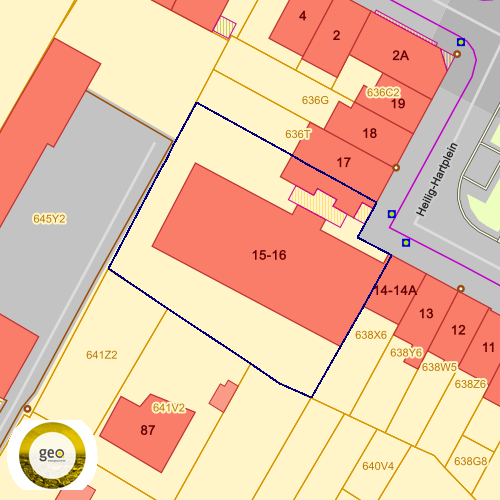 4
2
2A
636C2
636G
19
18
636T
17
Heilig-Hartplein
645Y2
15-16
14-14A
13
12
11
638X6
638Y6
638W5
638Z6
641Z2
641V2
87
geo
640V4
638G8